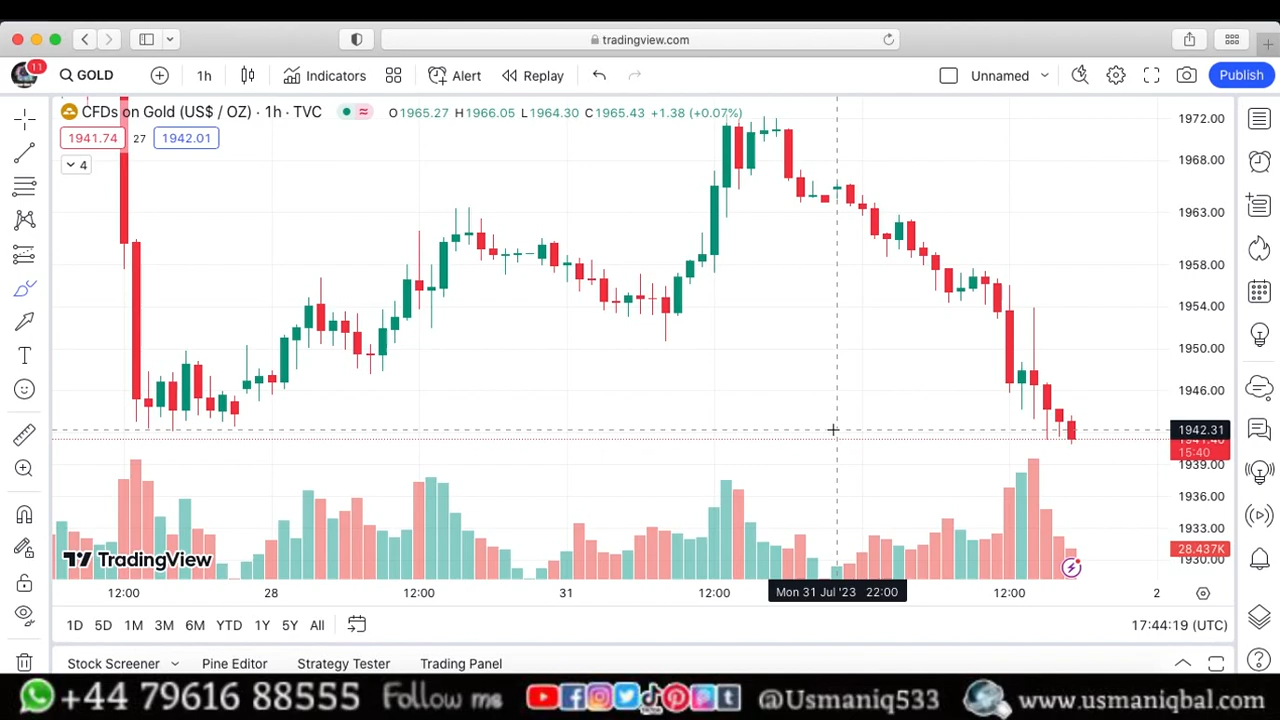 tradingview.com
11
GOLD
1h
Indicators
Alert
Replay
Unnamed
Publish
CFDs on Gold (US$ / OZ) · 1h · TVC
O1965.27 H1966.05 L1964.30 C1965.43 +1.38 (+0.07%)
1941.74 27 1942.01
4
1972.00
1968.00
1963.00
1958.00
1954.00
1950.00
1946.00
1942.31
15:40
1939.00
1936.00
1933.00
28.437K
1930.00
TradingView
12:00 28 12:00 31 12:00 Mon 31 Jul '23 22:00 12:00 2
1D 5D 1M 3M 6M YTD 1Y 5Y All
17:44:19 (UTC)
Stock Screener Pine Editor Strategy Tester Trading Panel
+44 79616 88555 Follow me @Usmaniq533 www.usmaniqbal.com